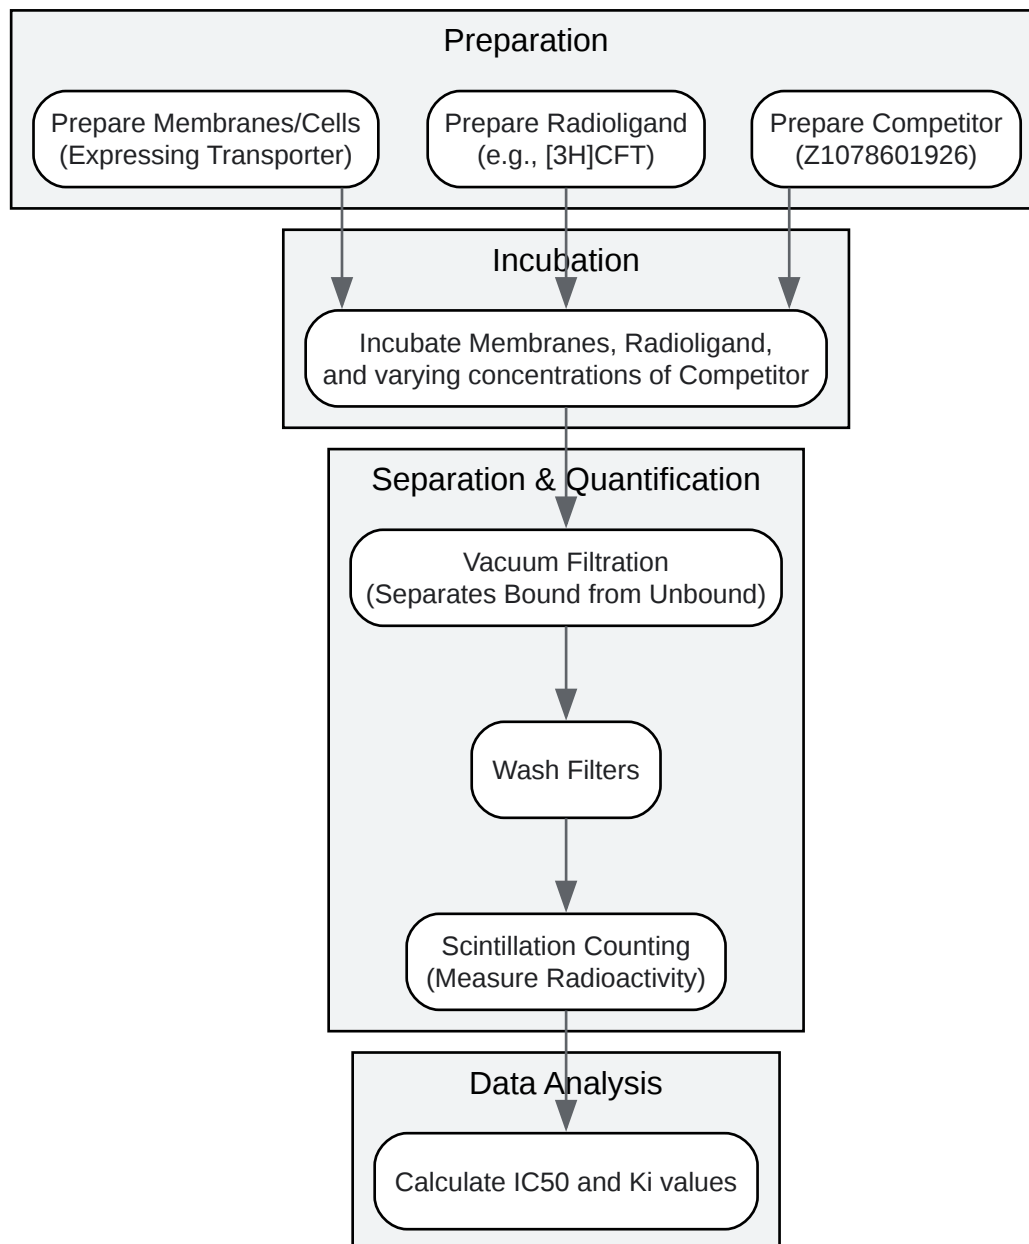 Preparation
Prepare Membranes/Cells
(Expressing Transporter)
Prepare Radioligand
(e.g., [3H]CFT)
Prepare Competitor
(Z1078601926)
Incubation
Incubate Membranes, Radioligand,
and varying concentrations of Competitor
Separation & Quantification
Vacuum Filtration
(Separates Bound from Unbound)
Wash Filters
Scintillation Counting
(Measure Radioactivity)
Data Analysis
Calculate IC50 and Ki values